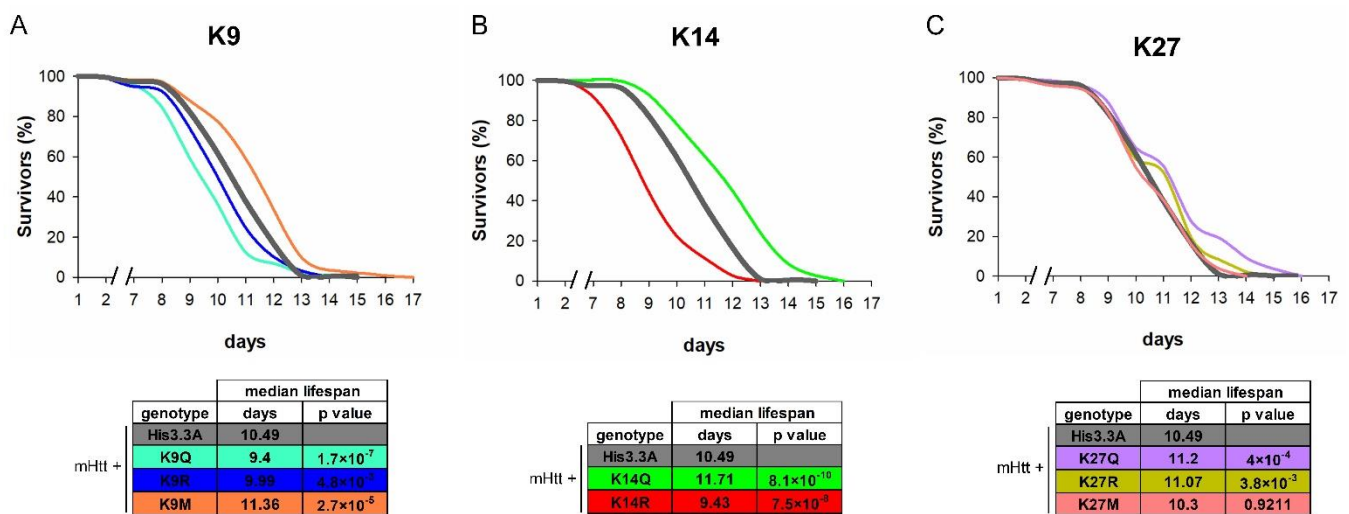 A
K9
Survivors (%)
100
80
60
40
20
0
1 2 7 8 9 10 11 12 13 14 15 16 17
days
median lifespan
genotype days p value
mHtt +
His3.3A 10.49
K9Q 9.4 1.7×10⁻⁷
K9R 9.99
K9M 11.36 2.7×10⁻⁵
B
K14
Survivors (%)
100
80
60
40
20
0
1 2 7 8 9 10 11 12 13 14 15 16 17
days
median lifespan
genotype days p value
mHtt +
His3.3A 10.49
K14Q 11.71 8.1×10⁻¹⁰
K14R 9.43 7.5×10⁻⁸
C
K27
Survivors (%)
100
80
60
40
20
0
1 2 7 8 9 10 11 12 13 14 15 16 17
days
median lifespan
genotype days p value
mHtt +
His3.3A 10.49
K27Q 11.2 4×10⁻⁴
K27R 11.07 3.8×10⁻³
K27M 10.3 0.9211